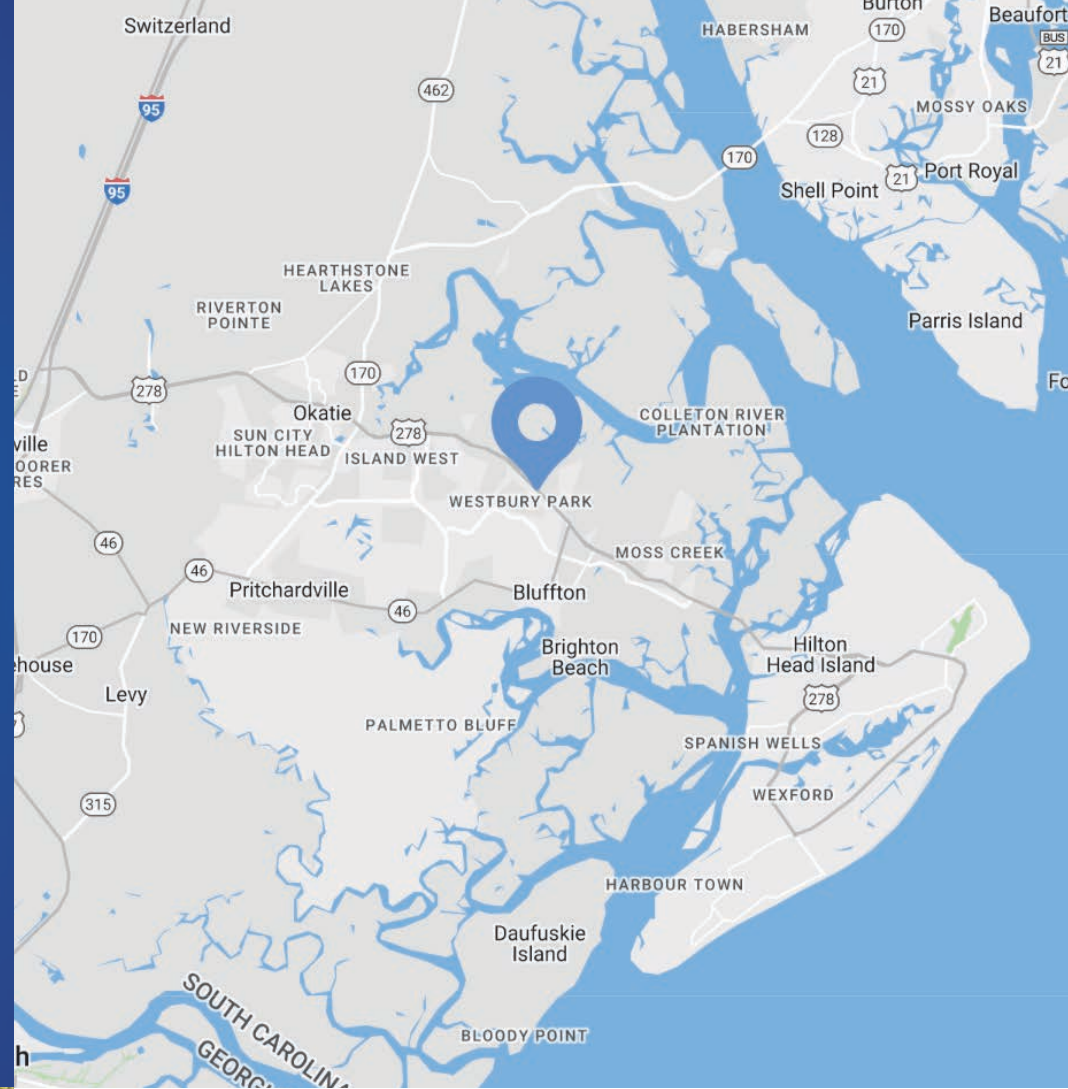 Burton
Switzerland
HABERSHAM
170
Beaufort
BUS
21
95
462
21
MOSSY OAKS
128
170
95
Shell Point
21
Port Royal
HEARTHSTONE
LAKES
RIVERTON
POINTE
Parris Island
170
278
Okatie
278
COLLETON RIVER
PLANTATION
SUN CITY
HILTON HEAD
ISLAND WEST
ville
WESTBURY PARK
46
MOSS CREEK
46
Pritchardville
Bluffton
46
NEW RIVERSIDE
170
Brighton
Beach
Hilton
Head Island
ehouse
Levy
278
PALMETTO BLUFF
SPANISH WELLS
WEXFORD
315
HARBOUR TOWN
Daufuskie
Island
SOUTH CAROLINA
BLOODY POINT
h